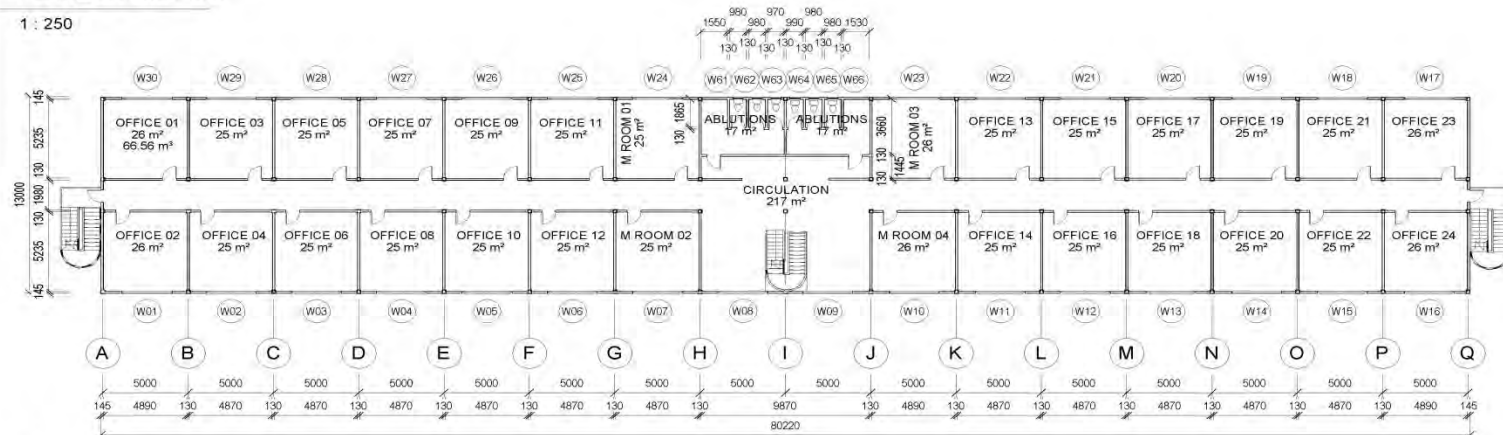 1 : 250
980 970 980
1550 980 990 980 1530
130 130 130 130
130 130 130
W30 W29 W28 W27 W26 W25 W24 W61 W62 W63 W64 W65 W66 W23 W22 W21 W20 W19 W18 W17
145
5235
130
1980
130
5235
145
13000
OFFICE 01
26 m²
66.56 m³
OFFICE 03
25 m²
OFFICE 05
25 m²
OFFICE 07
25 m²
OFFICE 09
25 m²
OFFICE 11
25 m²
M ROOM 01
25 m²
1865
130
ABLUTIONS
17 m²
ABLUTIONS
17 m²
3660
130
1445
130
M ROOM 03
26 m²
OFFICE 13
25 m²
OFFICE 15
25 m²
OFFICE 17
25 m²
OFFICE 19
25 m²
OFFICE 21
25 m²
OFFICE 23
26 m²
CIRCULATION
217 m²
OFFICE 02
26 m²
OFFICE 04
25 m²
OFFICE 06
25 m²
OFFICE 08
25 m²
OFFICE 10
25 m²
OFFICE 12
25 m²
M ROOM 02
25 m²
M ROOM 04
26 m²
OFFICE 14
25 m²
OFFICE 16
25 m²
OFFICE 18
25 m²
OFFICE 20
25 m²
OFFICE 22
25 m²
OFFICE 24
26 m²
W01 W02 W03 W04 W05 W06 W07 W08 W09 W10 W11 W12 W13 W14 W15 W16
A B C D E F G H I J K L M N O P Q
5000 5000 5000 5000 5000 5000 5000 5000 5000 5000 5000 5000 5000 5000 5000 5000
145 4890 130 4870 130 4870 130 4870 130 4870 130 4870 130 4870 130 9870 130 4890 130 4870 130 4870 130 4870 130 4870 130 4870 130 4890 145
80220